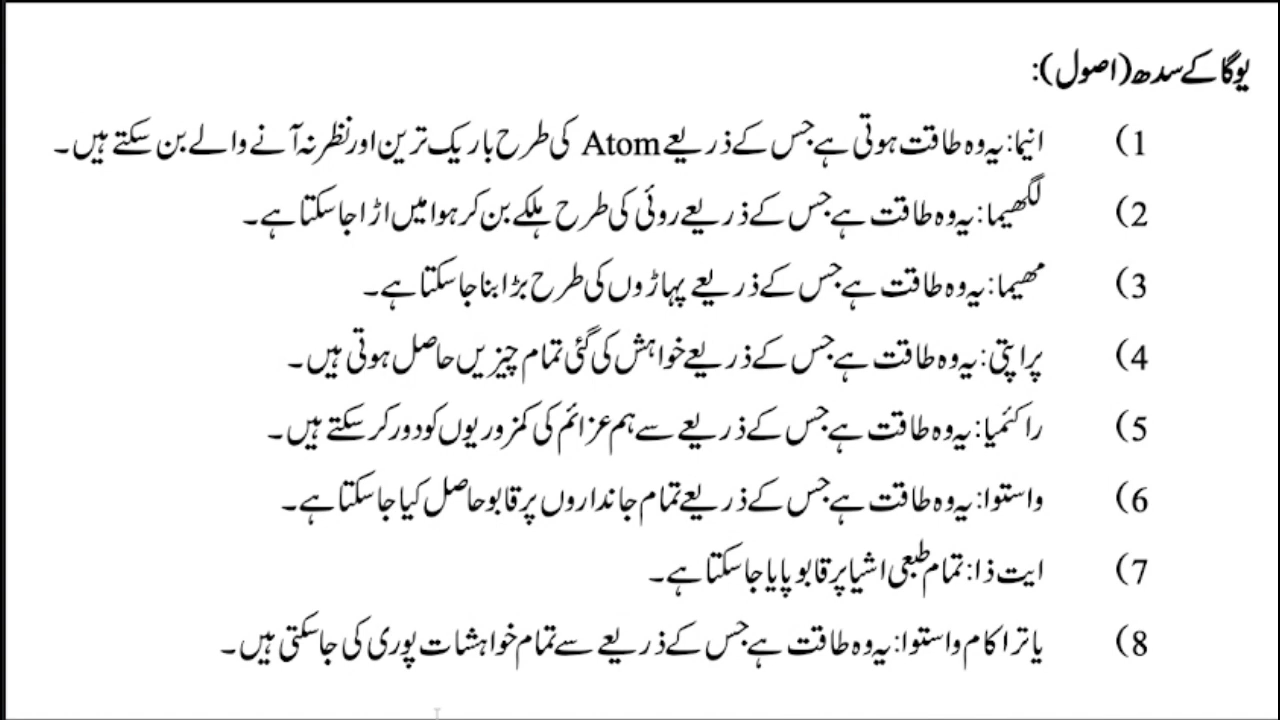 یوگا کے سدھ (اصول):
1) انیما: یہ وہ طاقت ہوتی ہے جس کے ذریعے Atom کی طرح باریک ترین اور نظر نہ آنے والے بن سکتے ہیں۔
2) لگھیما: یہ وہ طاقت ہے جس کے ذریعے روئی کی طرح ہلکے بن کر ہوا میں اڑا جا سکتا ہے۔
3) مھیما: یہ وہ طاقت ہے جس کے ذریعے پہاڑوں کی طرح بڑا بنا جا سکتا ہے۔
4) پراپتی: یہ وہ طاقت ہے جس کے ذریعے خواہش کی گئی تمام چیزیں حاصل ہوتی ہیں۔
5) راکئمیا: یہ وہ طاقت ہے جس کے ذریعے سے ہم عزائم کی کمزوریوں کو دور کر سکتے ہیں۔
6) واستوا: یہ وہ طاقت ہے جس کے ذریعے تمام جانداروں پر قابو حاصل کیا جا سکتا ہے۔
7) ایت ذا: تمام طبعی اشیا پر قابو پایا جا سکتا ہے۔
8) یاترا کام واستوا: یہ وہ طاقت ہے جس کے ذریعے سے تمام خواہشات پوری کی جا سکتی ہیں۔